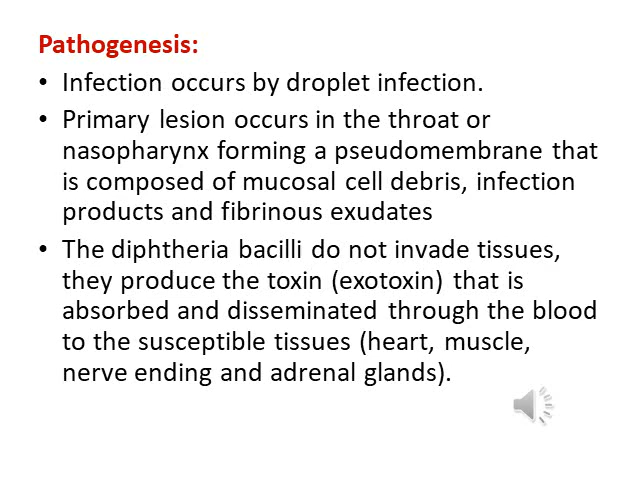 Pathogenesis:
• Infection occurs by droplet infection.
• Primary lesion occurs in the throat or
nasopharynx forming a pseudomembrane that
is composed of mucosal cell debris, infection
products and fibrinous exudates
• The diphtheria bacilli do not invade tissues,
they produce the toxin (exotoxin) that is
absorbed and disseminated through the blood
to the susceptible tissues (heart, muscle,
nerve ending and adrenal glands).